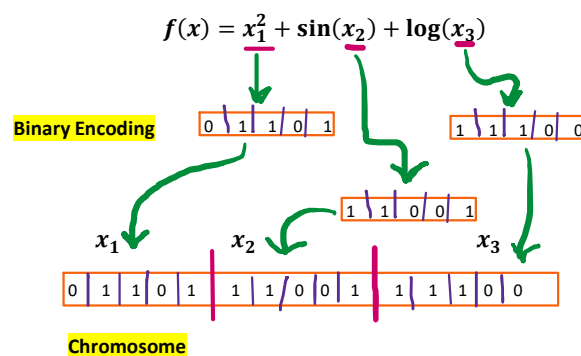 f(x) = x₁² + sin(x₂) + log(x₃)
Binary Encoding
0 1 1 0 1
1 1 1 0 0
1 1 0 0 1
x₁ x₂ x₃
0 1 1 0 1 1 1 0 0 1 1 1 1 0 0
Chromosome